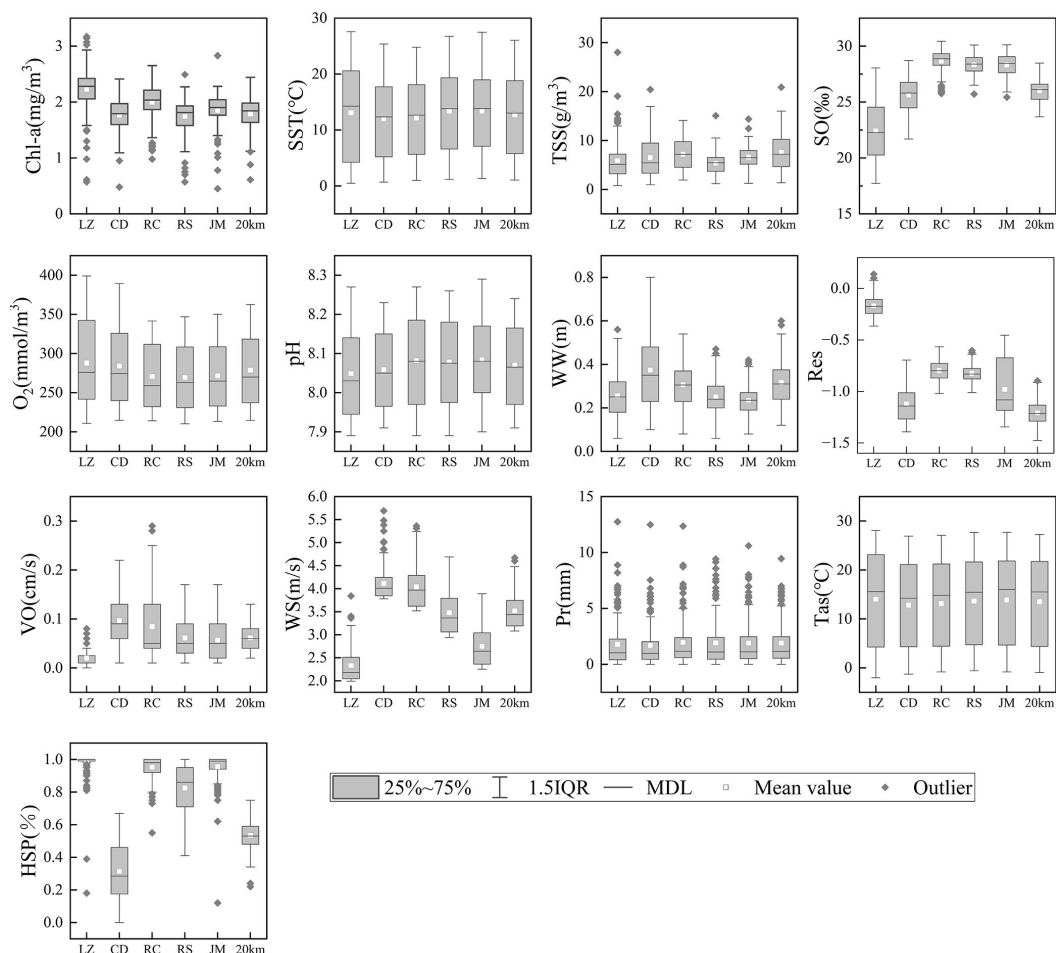 Chl-a(mg/m³)
3
2
1
0
LZ CD RC RS JM 20km
SST(℃)
30
20
10
0
LZ CD RC RS JM 20km
TSS(g/m³)
30
20
10
0
LZ CD RC RS JM 20km
SO(‰)
30
25
20
15
LZ CD RC RS JM 20km
O₂(mmol/m³)
400
350
300
250
200
LZ CD RC RS JM 20km
pH
8.3
8.2
8.1
8.0
7.9
LZ CD RC RS JM 20km
WW(m)
1.0
0.8
0.6
0.4
0.2
0.0
LZ CD RC RS JM 20km
Res
0.0
−0.5
−1.0
−1.5
LZ CD RC RS JM 20km
VO(cm/s)
0.3
0.2
0.1
0.0
LZ CD RC RS JM 20km
WS(m/s)
6.0
5.5
5.0
4.5
4.0
3.5
3.0
2.5
2.0
LZ CD RC RS JM 20km
Pr(mm)
15
10
5
0
LZ CD RC RS JM 20km
Tas(℃)
30
20
10
0
LZ CD RC RS JM 20km
HSP(%)
1.0
0.8
0.6
0.4
0.2
0.0
LZ CD RC RS JM 20km
25%~75% 1.5IQR MDL Mean value Outlier